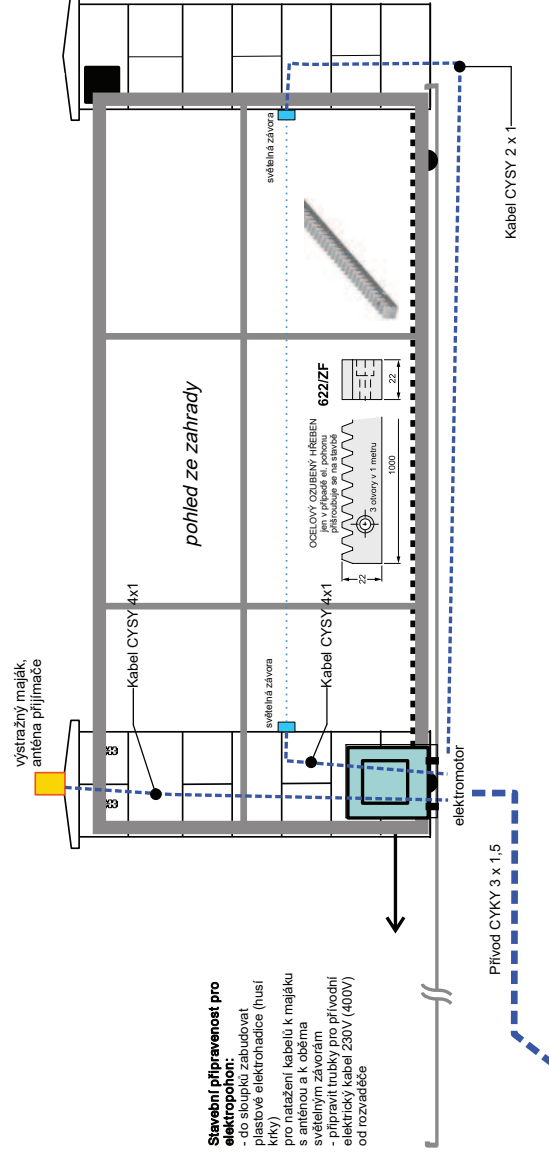 výstražný maják,
anténa přijímače
Kabel CYSY 4x1
pohled ze zahrady
světelná závora
světelná závora
Kabel CYSY 4x1
OCELOVÝ OZUBENÝ HŘEBEN
jen v případě el. pohonu
přišroubuje se na stavbě
622/ZF
22
3 otvory v 1 metru
1000
22
elektromotor
Kabel CYSY 2 x 1
Přívod CYKY 3 x 1,5
Stavební připravenost pro
elektropohon:
- do sloupků zabudovat
plastové elektrohadice (husí
krky)
pro natažení kabelů k majáku
s anténou a k oběma
světelným závorám
- připravit trubky pro přívodní
elektrický kabel 230V (400V)
od rozvaděče